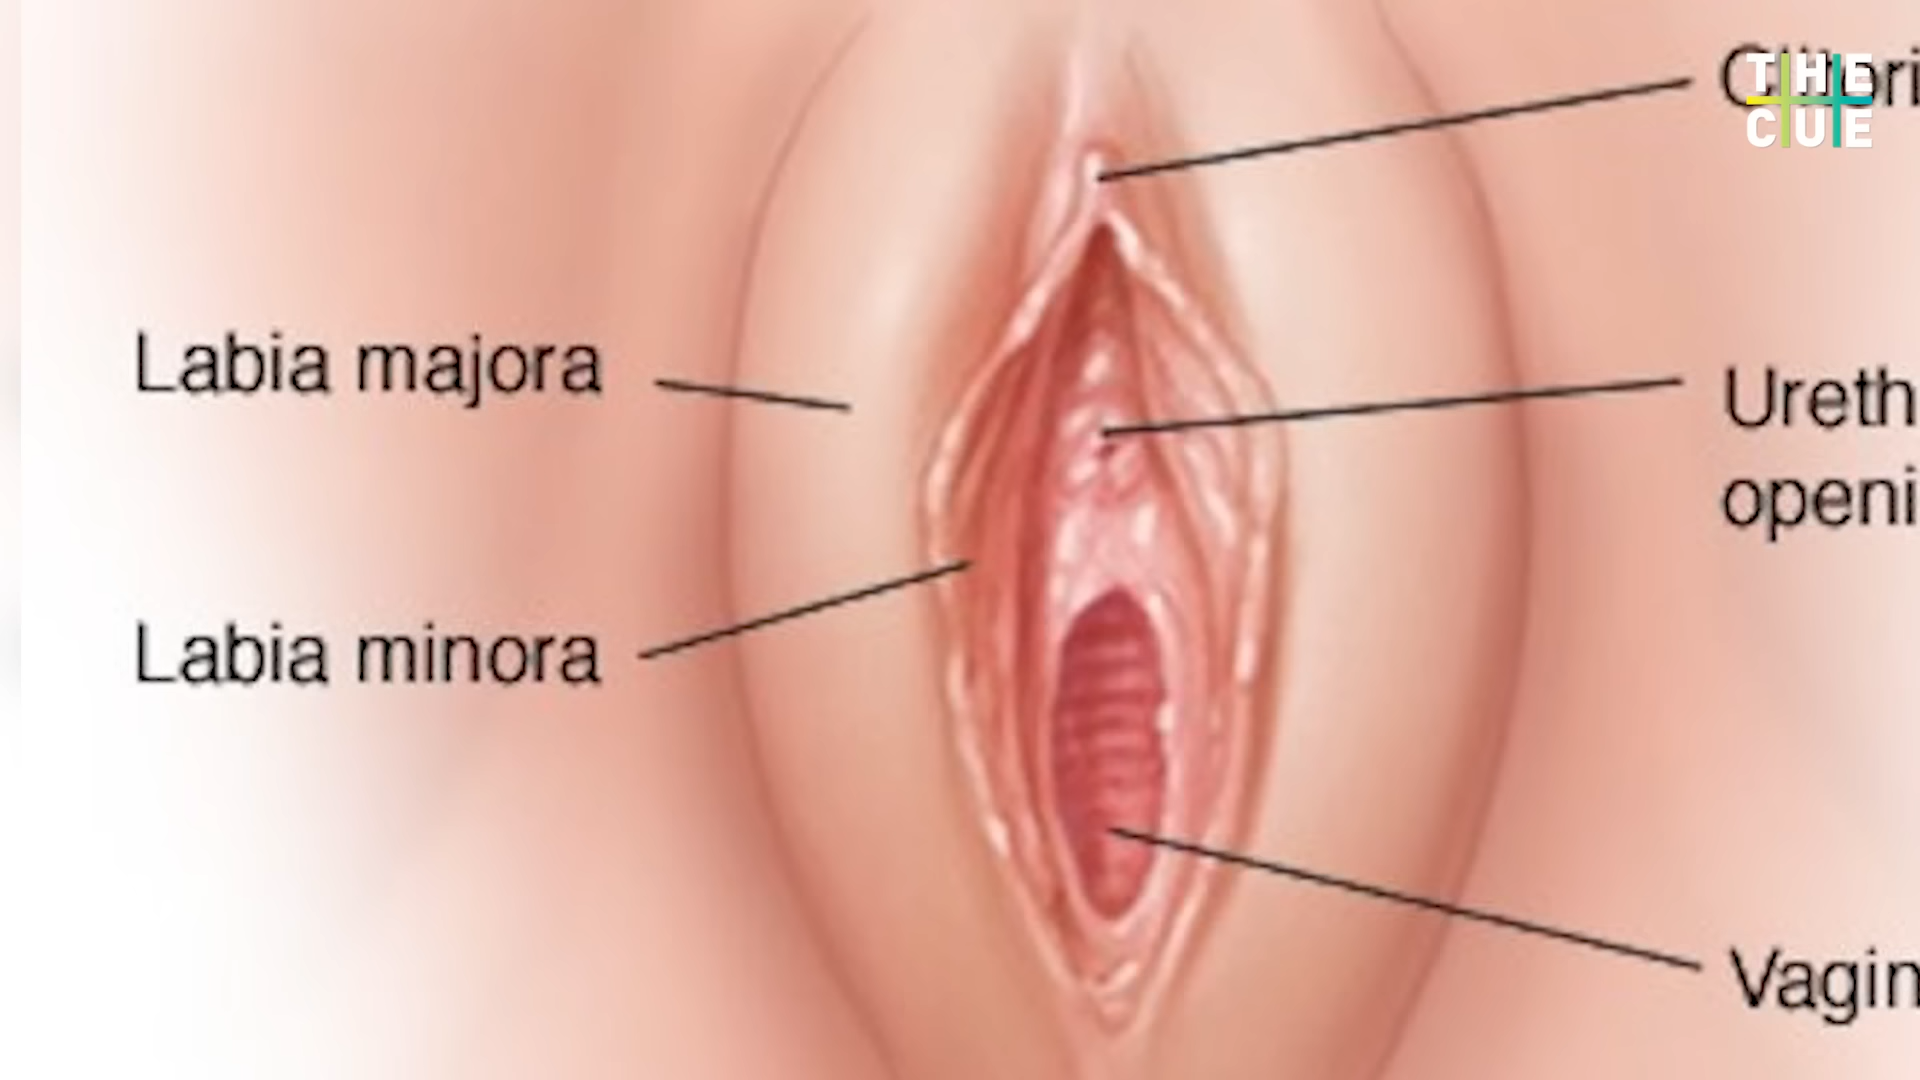 THE
CUE
Labia majora
Ureth
openi
Labia minora
Vagin